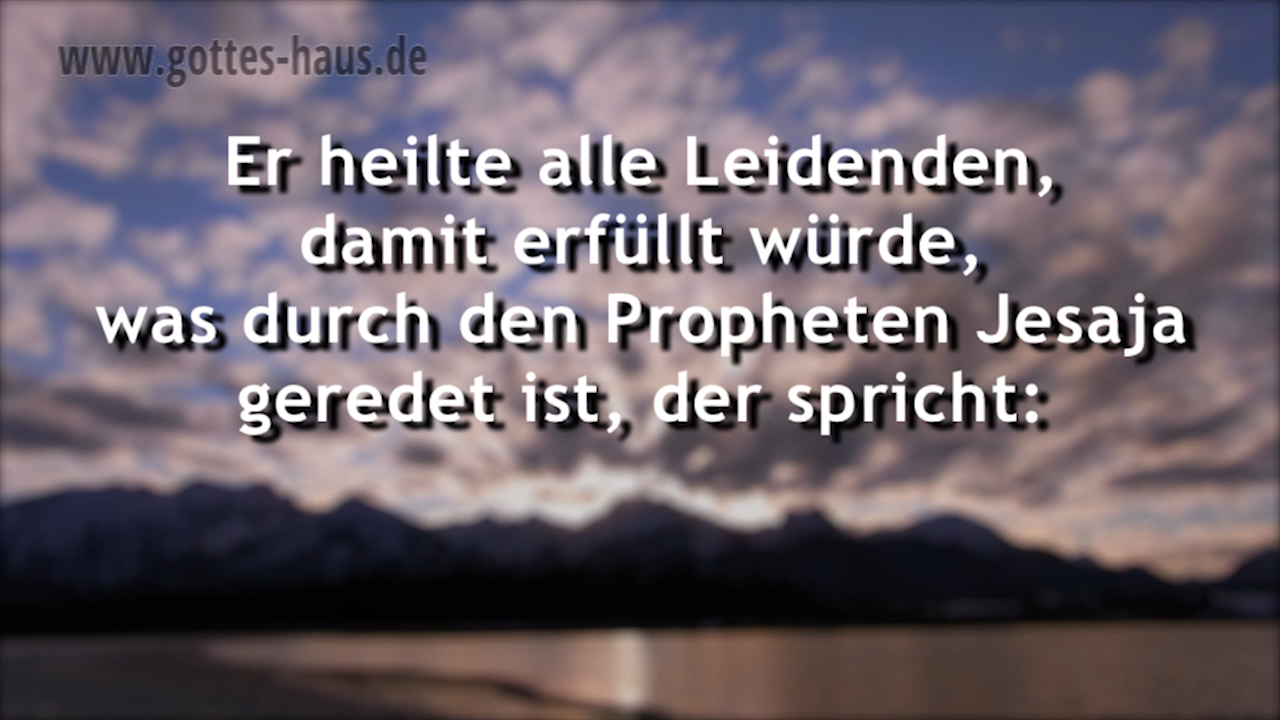 www.gottes-haus.de
Er heilte alle Leidenden,
damit erfüllt würde,
was durch den Propheten Jesaja
geredet ist, der spricht: